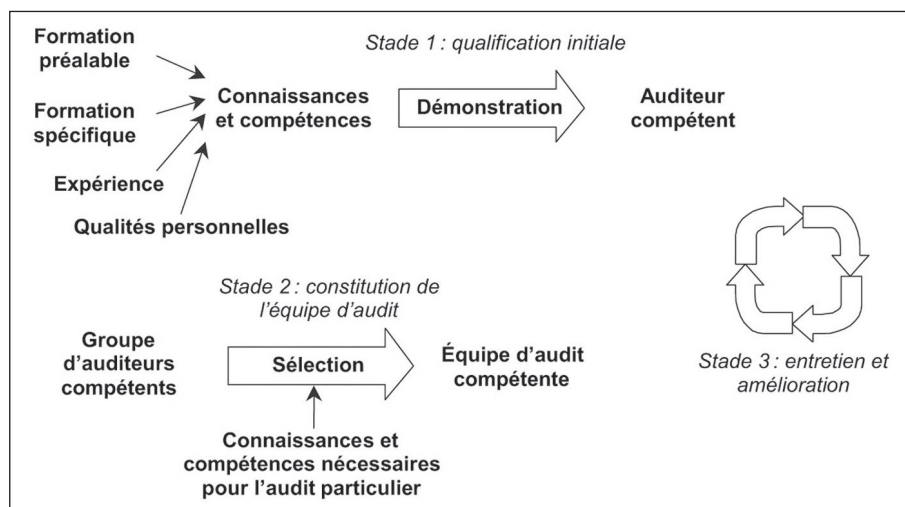 Formation
préalable
Stade 1 : qualification initiale
Formation
spécifique
Connaissances
et compétences
Démonstration
Auditeur
compétent
Expérience
Qualités personnelles
Stade 2 : constitution de
l'équipe d'audit
Groupe
d'auditeurs
compétents
Sélection
Équipe d'audit
compétente
Connaissances et
compétences nécessaires
pour l'audit particulier
Stade 3 : entretien et
amélioration